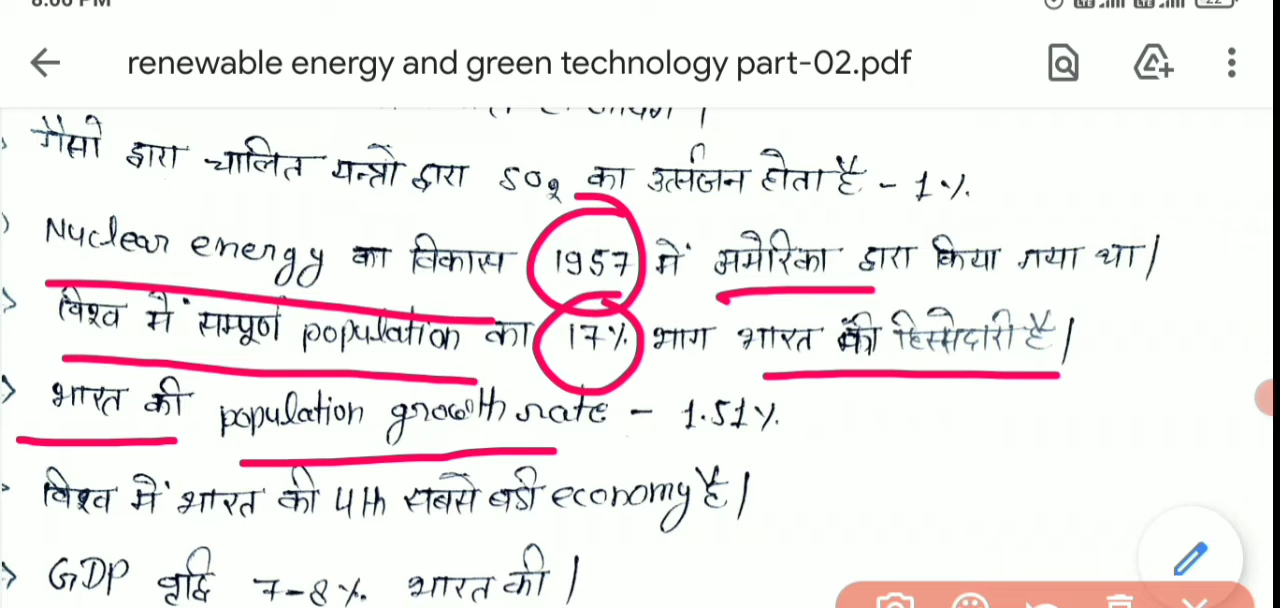 renewable energy and green technology part-02.pdf
गैसो द्वारा चालित यन्त्रों द्वारा SO2 का उत्सर्जन होता है - 1%.
Nuclear energy का विकास 1957 में अमेरिका द्वारा किया गया था|
विश्व में सम्पूर्ण population का 17% भाग भारत की हिस्सेदारी है|
भारत की population growth rate - 1.51%.
विश्व में भारत की 4th सबसे बडी economy है|
GDP वृद्धि 7-8%. भारत की|